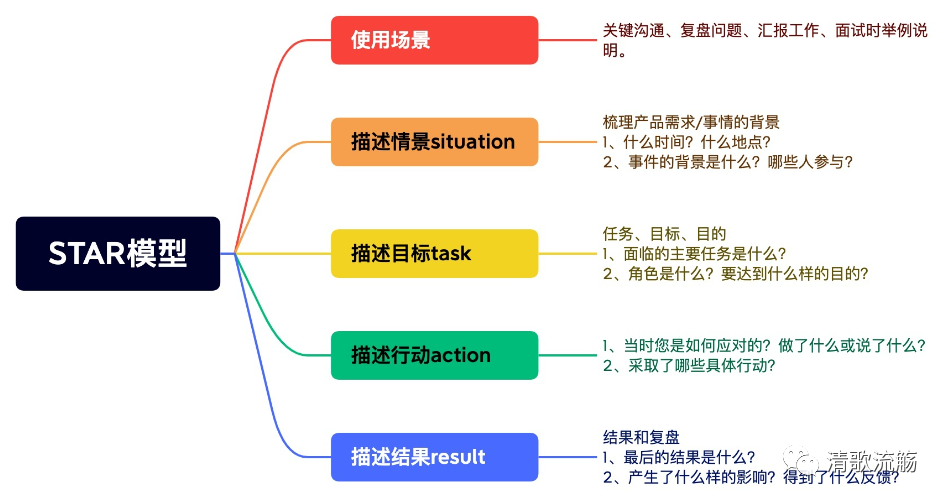 STAR模型
使用场景
关键沟通、复盘问题、汇报工作、面试时举例说
明。
描述情景situation
梳理产品需求/事情的背景
1、什么时间？什么地点？
2、事件的背景是什么？哪些人参与？
描述目标task
任务、目标、目的
1、面临的主要任务是什么？
2、角色是什么？要达到什么样的目的？
描述行动action
1、当时您是如何应对的？做了什么或说了什么？
2、采取了哪些具体行动？
描述结果result
结果和复盘
1、最后的结果是什么？
2、产生了什么样的影响？得到了什么反馈？
清歌流觞